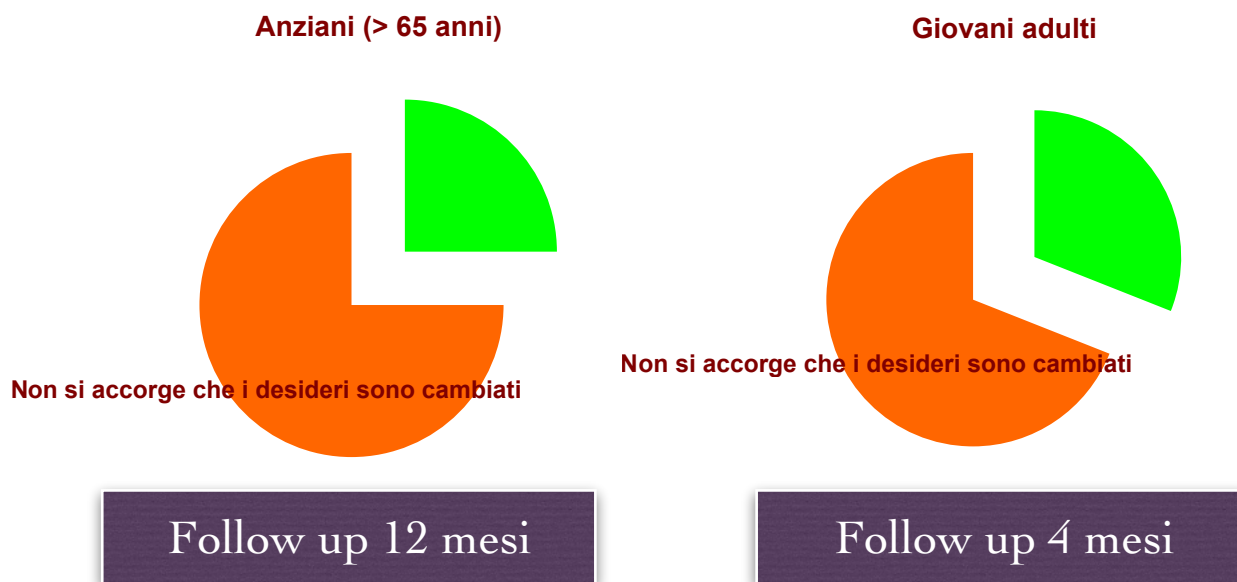 Anziani (> 65 anni)
Giovani adulti
Non si accorge che i desideri sono cambiati
Non si accorge che i desideri sono cambiati
Follow up 12 mesi
Follow up 4 mesi